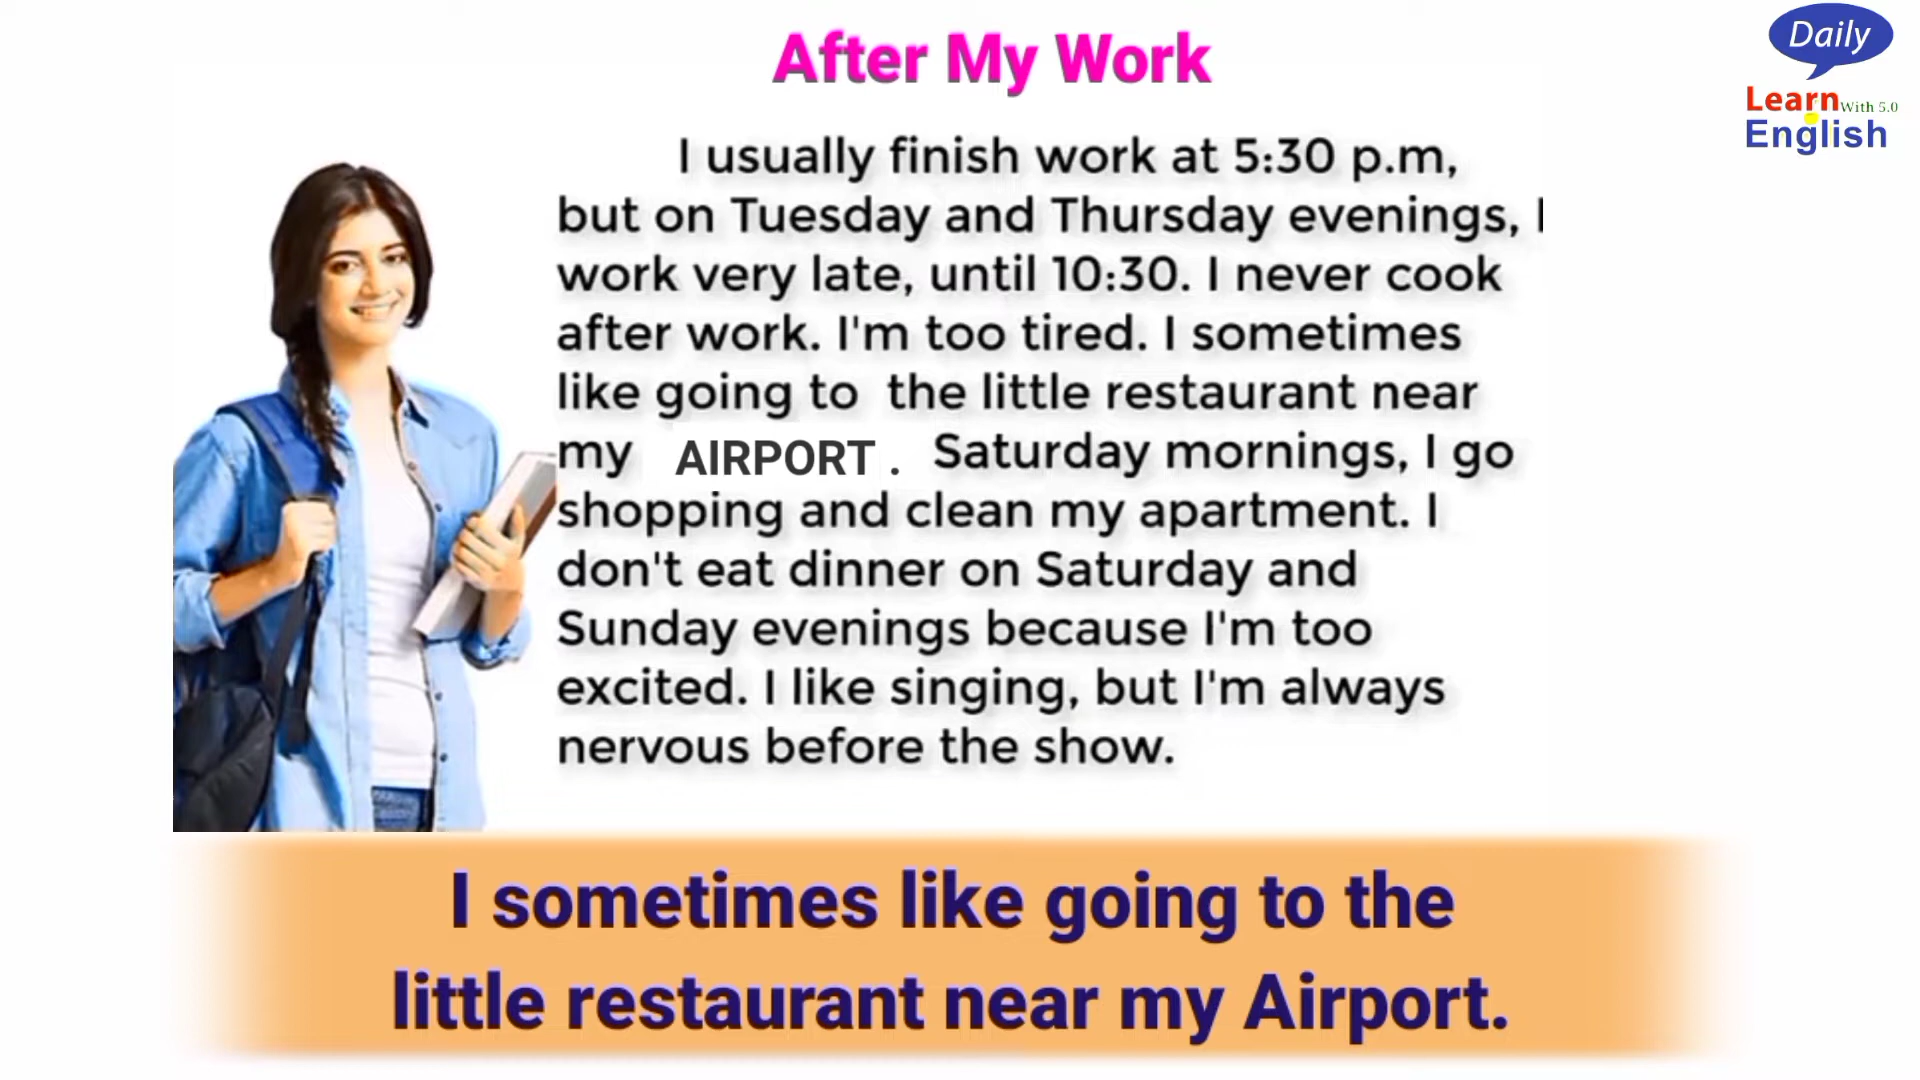 After My Work
Daily
Learn With 5.0
English
I usually finish work at 5:30 p.m,
but on Tuesday and Thursday evenings, I
work very late, until 10:30. I never cook
after work. I'm too tired. I sometimes
like going to the little restaurant near
my AIRPORT . Saturday mornings, I go
shopping and clean my apartment. I
don't eat dinner on Saturday and
Sunday evenings because I'm too
excited. I like singing, but I'm always
nervous before the show.
I sometimes like going to the
little restaurant near my Airport.